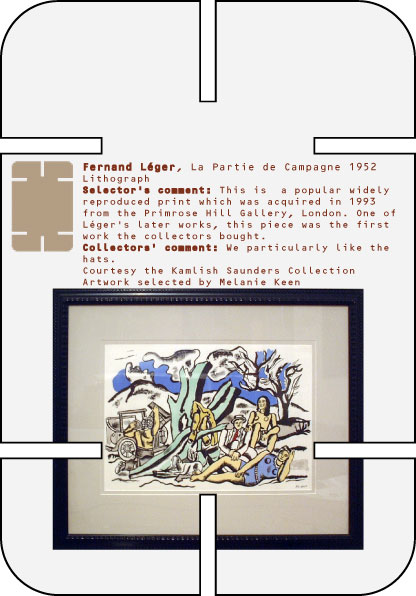 Fernand Léger, La Partie de Campagne 1952
Lithograph
Selector's comment: This is a popular widely
reproduced print which was acquired in 1993
from the Primrose Hill Gallery, London. One of
Léger's later works, this piece was the first
work the collectors bought.
Collectors' comment: We particularly like the
hats.
Courtesy the Kamlish Saunders Collection
Artwork selected by Melanie Keen